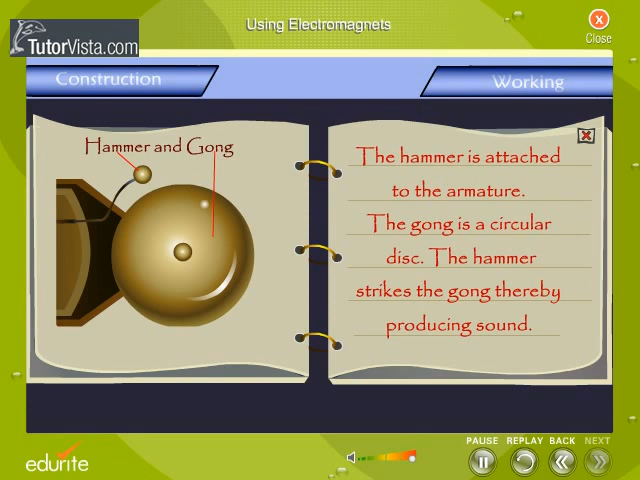 Using Electromagnets
Close
TutorVista.com
Construction
Working
Hammer and Gong
The hammer is attached
to the armature.
The gong is a circular
disc. The hammer
strikes the gong thereby
producing sound.
edurite
PAUSE REPLAY BACK NEXT